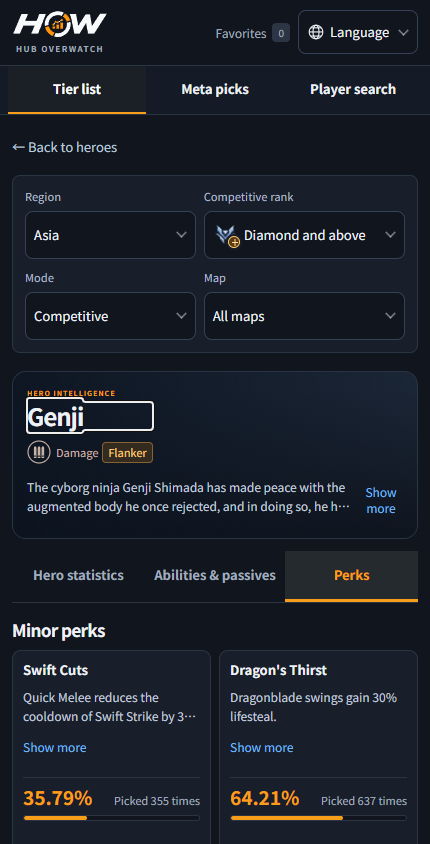 HOW
HUB OVERWATCH
Favorites 0
Language
Tier list
Meta picks
Player search
← Back to heroes
Region
Asia
Competitive rank
Diamond and above
Mode
Competitive
Map
All maps
HERO INTELLIGENCE
Genji
Damage Flanker
The cyborg ninja Genji Shimada has made peace with the
augmented body he once rejected, and in doing so, he h…
Show
more
Hero statistics
Abilities & passives
Perks
Minor perks
Swift Cuts
Quick Melee reduces the
cooldown of Swift Strike by 3…
Show more
35.79% Picked 355 times
Dragon's Thirst
Dragonblade swings gain 30%
lifesteal.
Show more
64.21% Picked 637 times